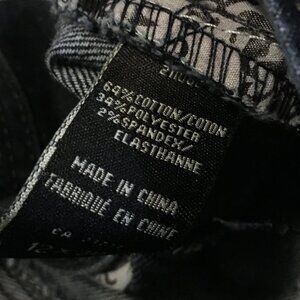 64%COTTON/COTON
34%POLYESTER
2%SPANDEX/
ELASTHANNE
MADE IN CHINA
FABRIQUÉ EN CHINE